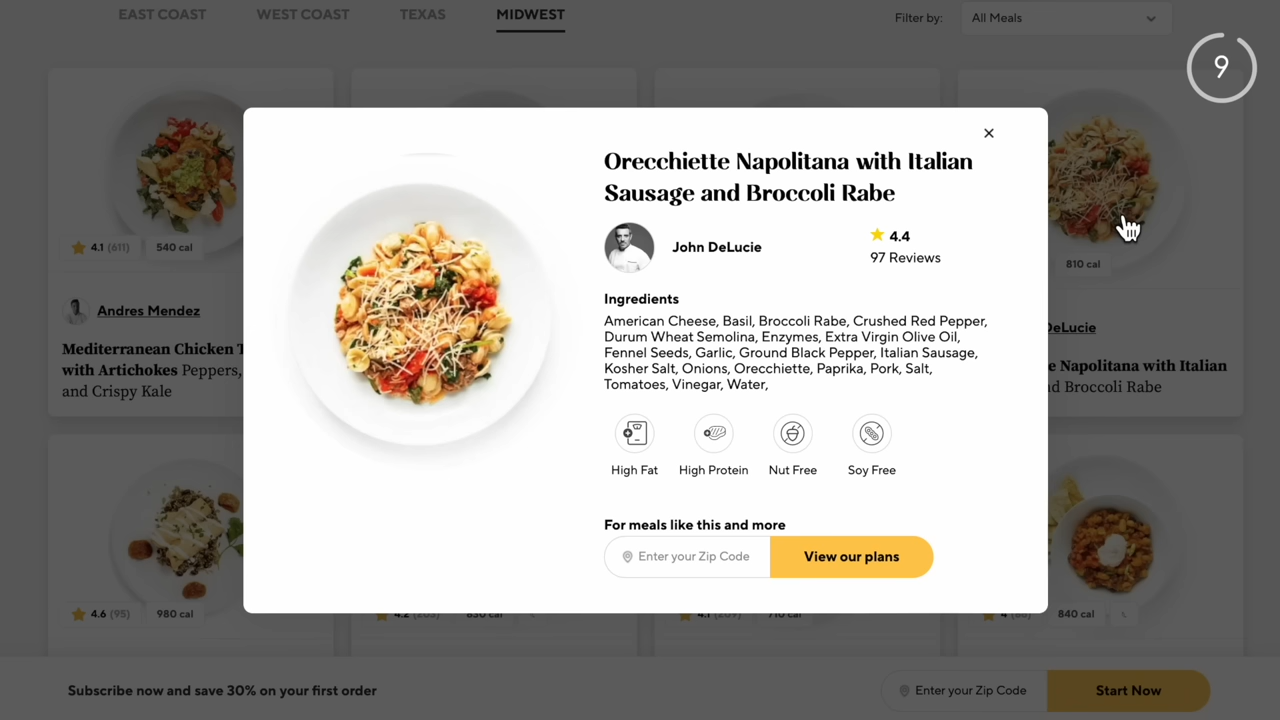 EAST COAST
WEST COAST
TEXAS
MIDWEST
Filter by:
All Meals
9
Orecchiette Napolitana with Italian
Sausage and Broccoli Rabe
John DeLucie
4.4
97 Reviews
Ingredients
American Cheese, Basil, Broccoli Rabe, Crushed Red Pepper,
Durum Wheat Semolina, Enzymes, Extra Virgin Olive Oil,
Fennel Seeds, Garlic, Ground Black Pepper, Italian Sausage,
Kosher Salt, Onions, Orecchiette, Paprika, Pork, Salt,
Tomatoes, Vinegar, Water,
High Fat
High Protein
Nut Free
Soy Free
For meals like this and more
Enter your Zip Code
View our plans
4.1 (611)
540 cal
Andres Mendez
Mediterranean Chicken
with Artichokes Peppers,
and Crispy Kale
810 cal
DeLucie
with Italian
Broccoli Rabe
4.6 (95)
980 cal
840 cal
Subscribe now and save 30% on your first order
Enter your Zip Code
Start Now